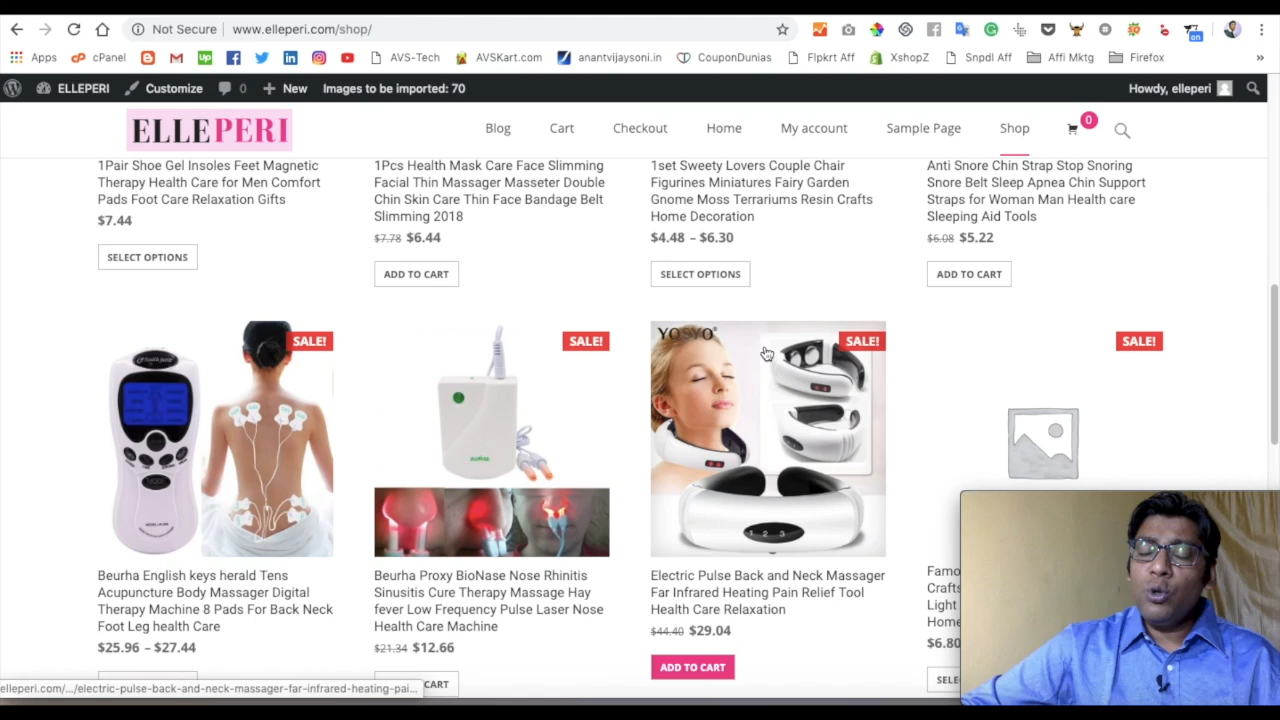 Not Secure www.elleperi.com/shop/
on
Apps cPanel AVS-Tech AVSKart.com anantvijaysoni.in CouponDunias Flpkrt Aff XshopZ Snpdl Aff Affi Mktg Firefox »
ELLEPERI Customize 0 New Images to be imported: 70 Howdy, elleperi
ELLEPERI Blog Cart Checkout Home My account Sample Page Shop 0
1Pair Shoe Gel Insoles Feet Magnetic
Therapy Health Care for Men Comfort
Pads Foot Care Relaxation Gifts
$7.44
SELECT OPTIONS
1Pcs Health Mask Care Face Slimming
Facial Thin Massager Masseter Double
Chin Skin Care Thin Face Bandage Belt
Slimming 2018
$7.78 $6.44
ADD TO CART
1set Sweety Lovers Couple Chair
Figurines Miniatures Fairy Garden
Gnome Moss Terrariums Resin Crafts
Home Decoration
$4.48 – $6.30
SELECT OPTIONS
Anti Snore Chin Strap Stop Snoring
Snore Belt Sleep Apnea Chin Support
Straps for Woman Man Health care
Sleeping Aid Tools
$6.08 $5.22
ADD TO CART
SALE!
MODE
Beurha English keys herald Tens
Acupuncture Body Massager Digital
Therapy Machine 8 Pads For Back Neck
Foot Leg health Care
$25.96 – $27.44
SALE!
Beurha Proxy BioNase Nose Rhinitis
Sinusitis Cure Therapy Massage Hay
fever Low Frequency Pulse Laser Nose
Health Care Machine
$21.34 $12.66
CART
YOSYO®
SALE!
1 2 3
Electric Pulse Back and Neck Massager
Far Infrared Heating Pain Relief Tool
Health Care Relaxation
$44.40 $29.04
ADD TO CART
SALE!
Famo
Crafts
Light
Home
$6.80
SELE
elleperi.com/.../electric-pulse-back-and-neck-massager-far-infrared-heating-pai...